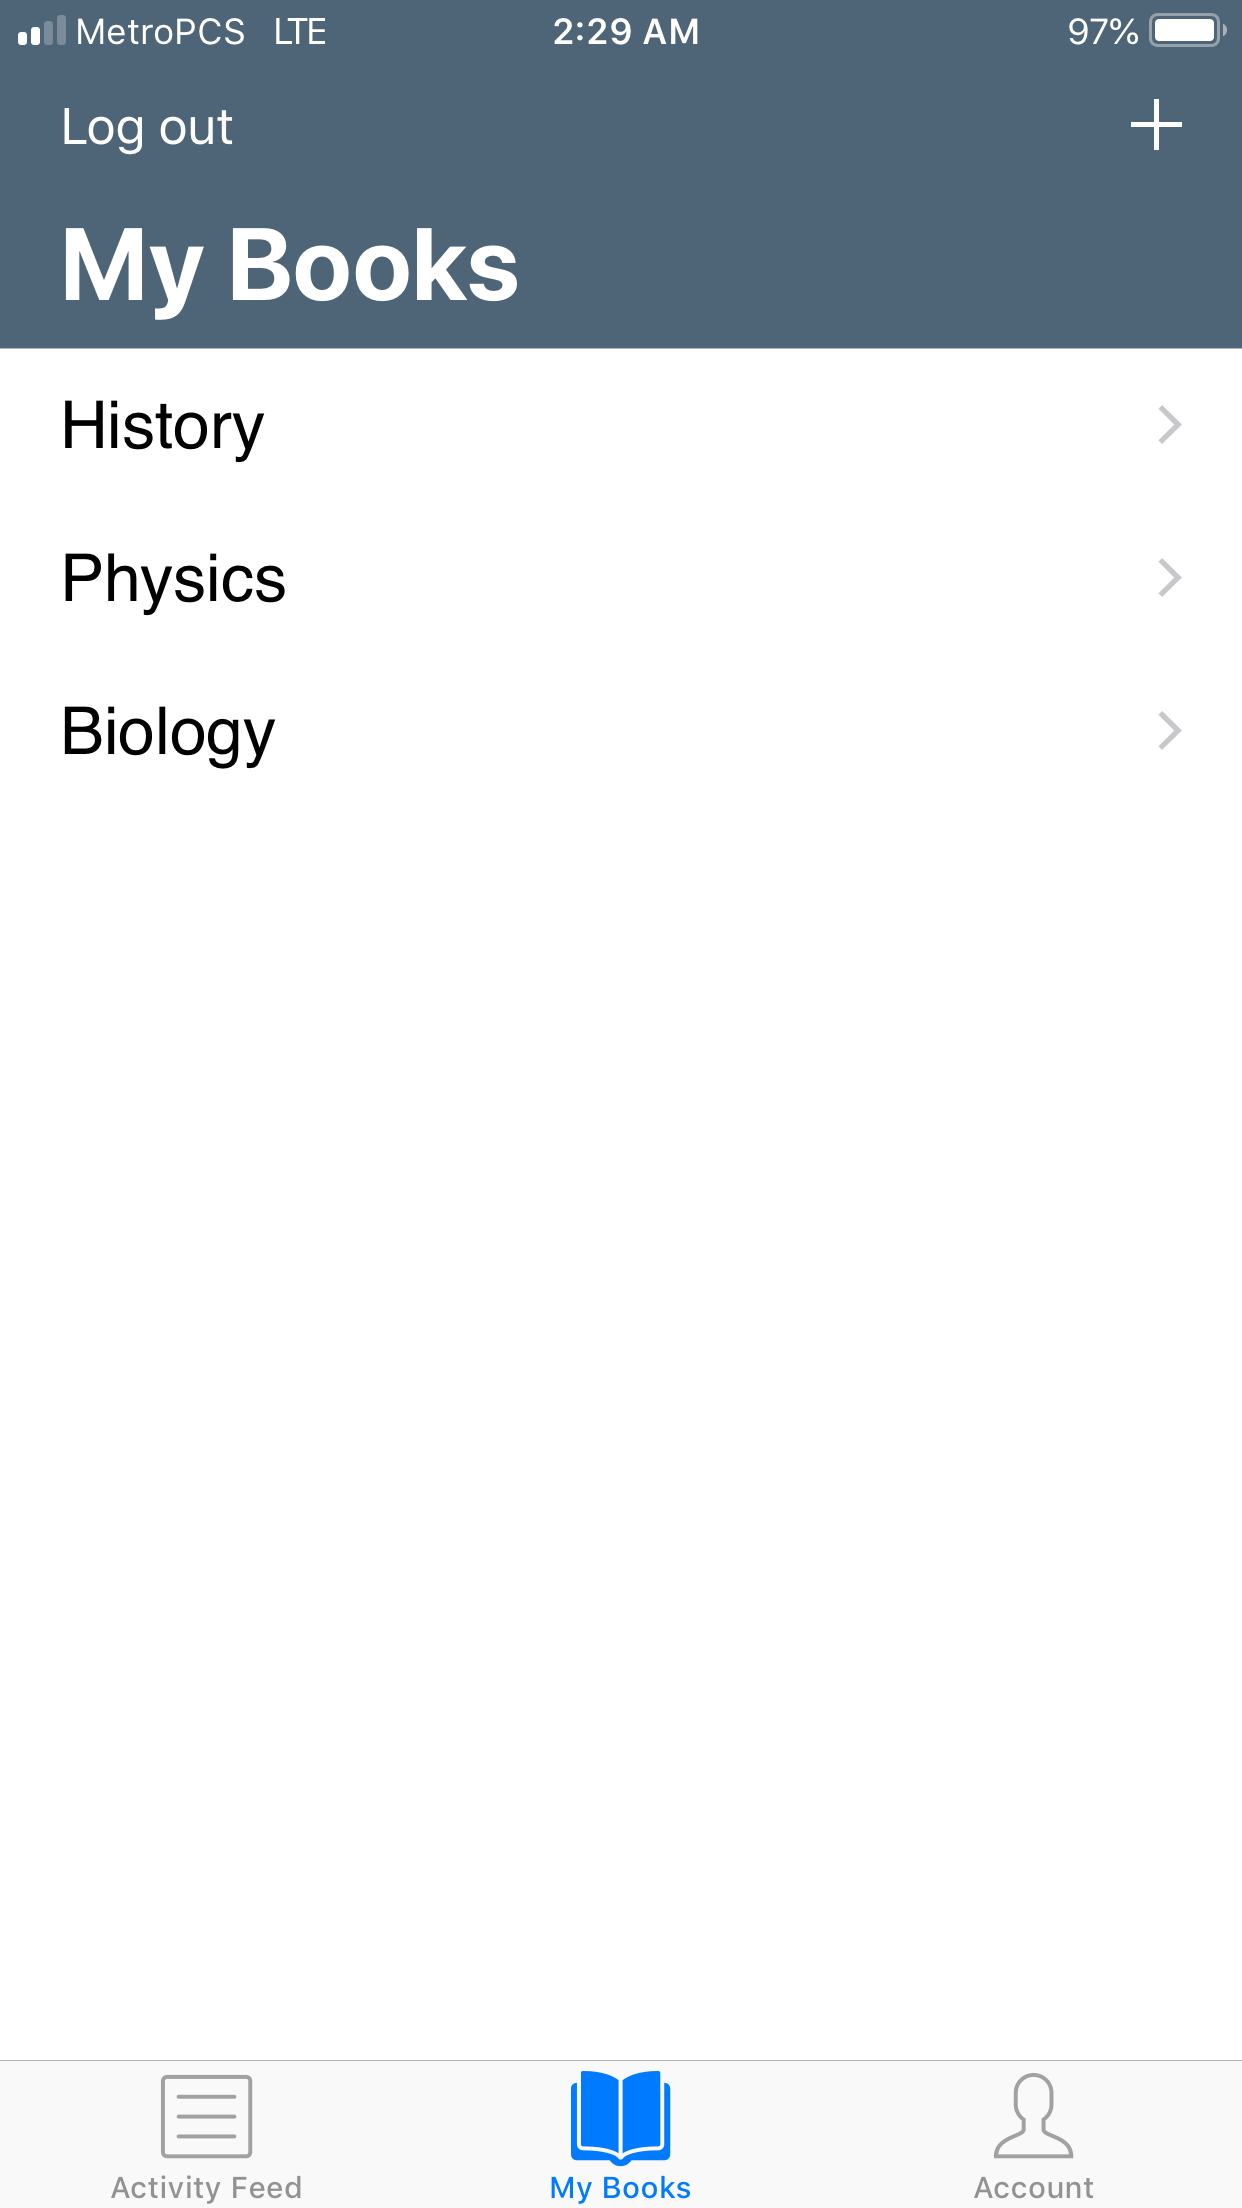 MetroPCS LTE 2:29 AM 97%
Log out
My Books
History
Physics
Biology
Activity Feed My Books Account